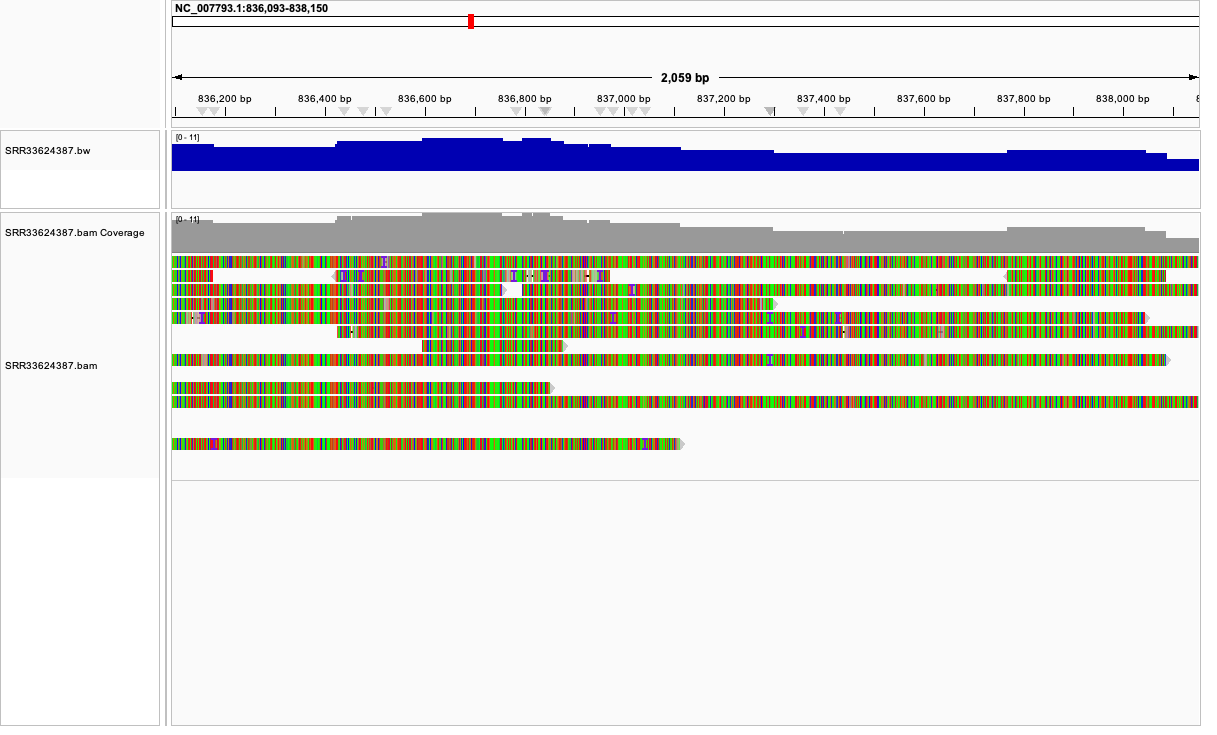 NC_007793.1:836,093-838,150
2,059 bp
836,200 bp 836,400 bp 836,600 bp 836,800 bp 837,000 bp 837,200 bp 837,400 bp 837,600 bp 837,800 bp 838,000 bp 8
[0 - 11]
SRR33624387.bw
[0 - 11]
SRR33624387.bam Coverage
SRR33624387.bam